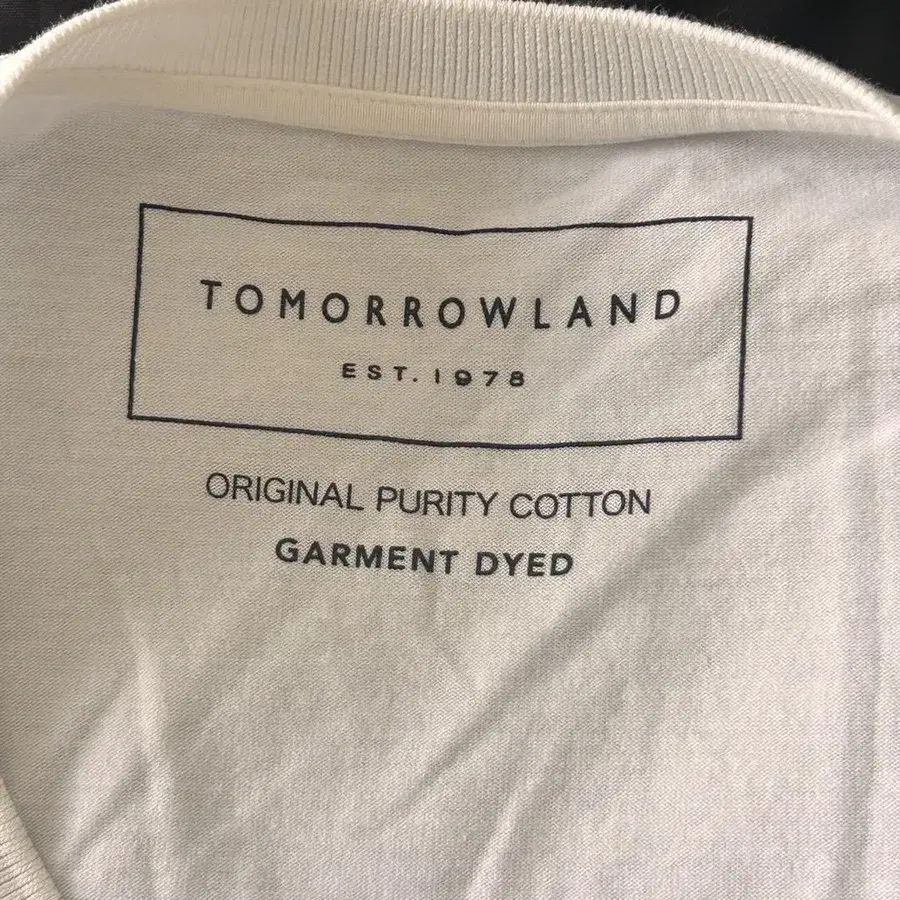 TOMORROWLAND
EST. 1978
ORIGINAL PURITY COTTON
GARMENT DYED